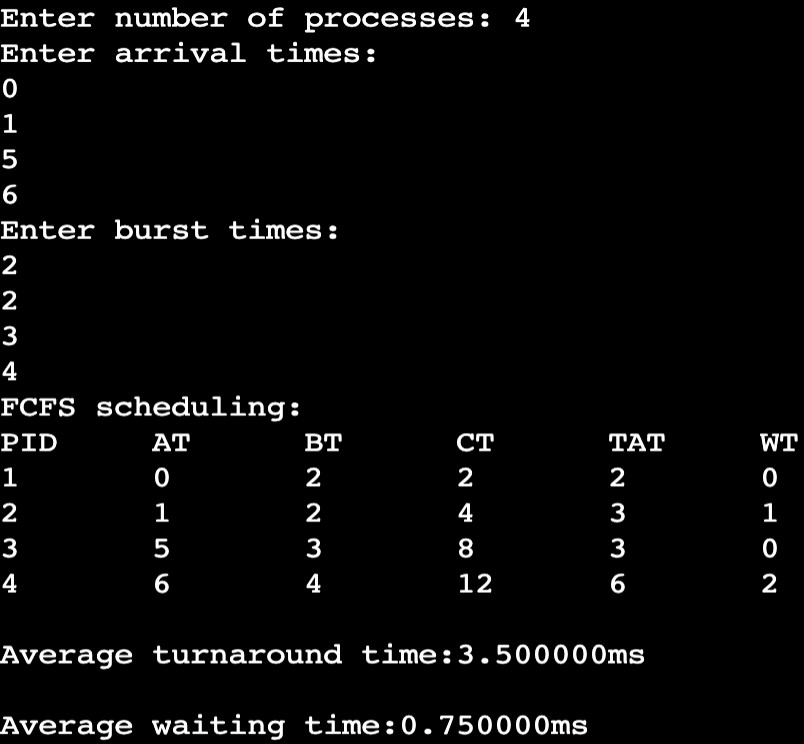 Enter number of processes: 4
Enter arrival times:
0
1
5
6
Enter burst times:
2
2
3
4
FCFS scheduling:
PID AT BT CT TAT WT
1 0 2 2 2 0
2 1 2 4 3 1
3 5 3 8 3 0
4 6 4 12 6 2
Average turnaround time:3.500000ms
Average waiting time:0.750000ms